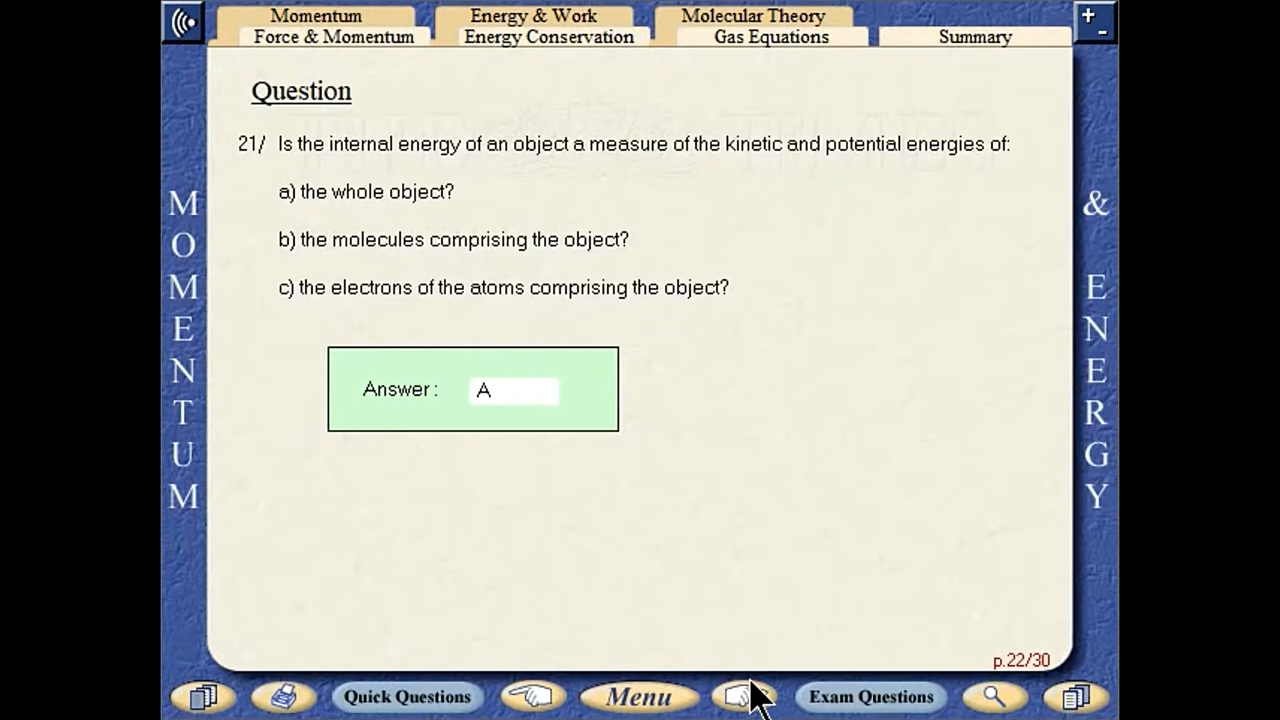 Momentum
Energy & Work
Molecular Theory
Force & Momentum
Energy Conservation
Gas Equations
Summary
+
-
Question
21/ Is the internal energy of an object a measure of the kinetic and potential energies of:
a) the whole object?
b) the molecules comprising the object?
c) the electrons of the atoms comprising the object?
Answer : A
MOMENTUM
& ENERGY
p.22/30
Quick Questions
Menu
Exam Questions